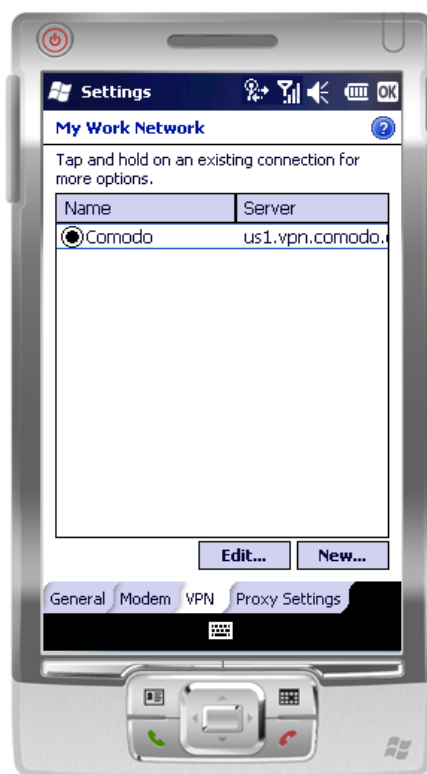 Settings
OK
My Work Network
?
Tap and hold on an existing connection for
more options.
Name Server
Comodo us1.vpn.comodo.
Edit... New...
General Modem VPN Proxy Settings